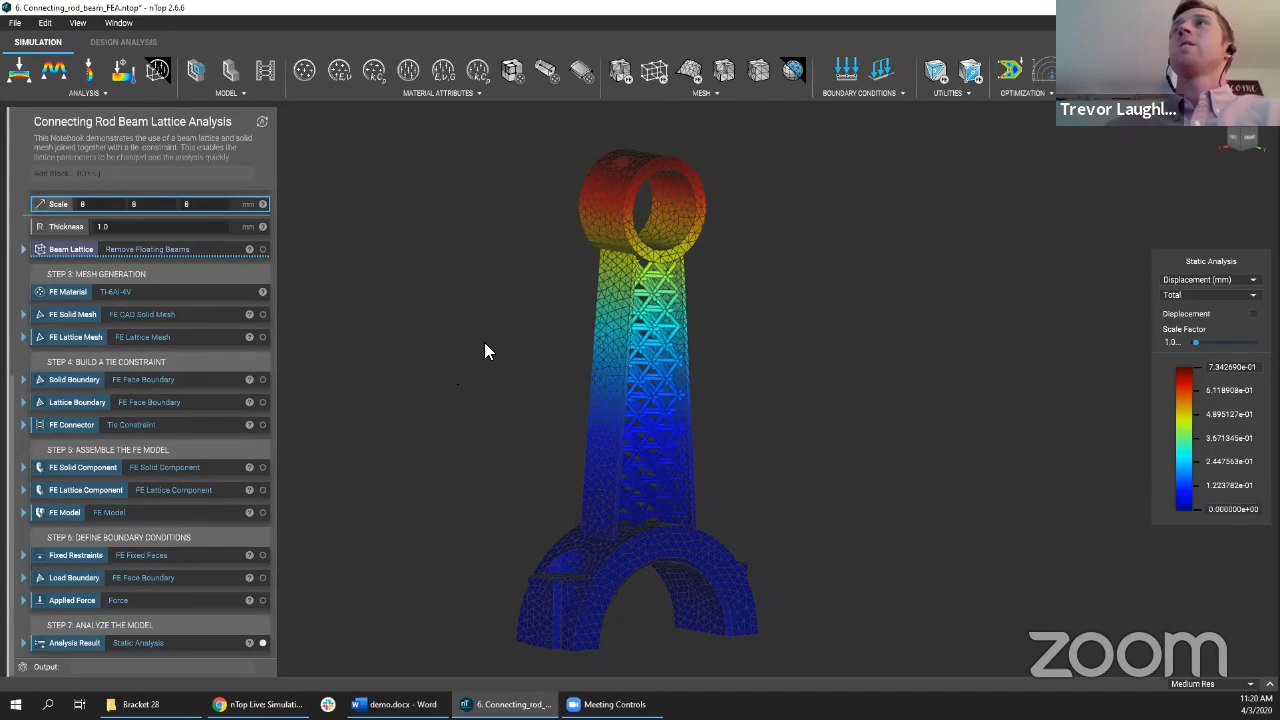 6. Connecting_rod_beam_FEA.ntop* - nTop 2.6.6
File Edit View Window
SIMULATION DESIGN ANALYSIS
ANALYSIS MODEL MATERIAL ATTRIBUTES MESH BOUNDARY CONDITIONS UTILITIES OPTIMIZATION
Trevor Laughl...
Connecting Rod Beam Lattice Analysis
This Notebook demonstrates the use of a beam lattice and solid
mesh joined together with a tie constraint. This enables the
lattice parameters to be changed and the analysis quickly
Add Block... (Ctrl-L)
Scale 8 8 8 mm
Thickness 1.0 mm
Beam Lattice Remove Floating Beams
STEP 3: MESH GENERATION
FE Material Ti-6Al-4V
FE Solid Mesh FE CAD Solid Mesh
FE Lattice Mesh FE Lattice Mesh
STEP 4: BUILD A TIE CONSTRAINT
Solid Boundary FE Face Boundary
Lattice Boundary FE Face Boundary
FE Connector Tie Constraint
STEP 5: ASSEMBLE THE FE MODEL
FE Solid Component FE Solid Component
FE Lattice Component FE Lattice Component
FE Model FE Model
STEP 6: DEFINE BOUNDARY CONDITIONS
Fixed Restraints FE Fixed Faces
Load Boundary FE Face Boundary
Applied Force Force
STEP 7: ANALYZE THE MODEL
Analysis Result Static Analysis
Output:
Static Analysis
Displacement (mm)
Total
Displacement
Scale Factor
1.0...
7.342690e-01
6.118908e-01
4.895127e-01
3.671345e-01
2.447563e-01
1.223782e-01
0.000000e+00
zoom
Medium Res
Bracket 28
nTop Live: Simulati...
demo.docx - Word
6. Connecting_rod_...
Meeting Controls
11:20 AM
4/3/2020